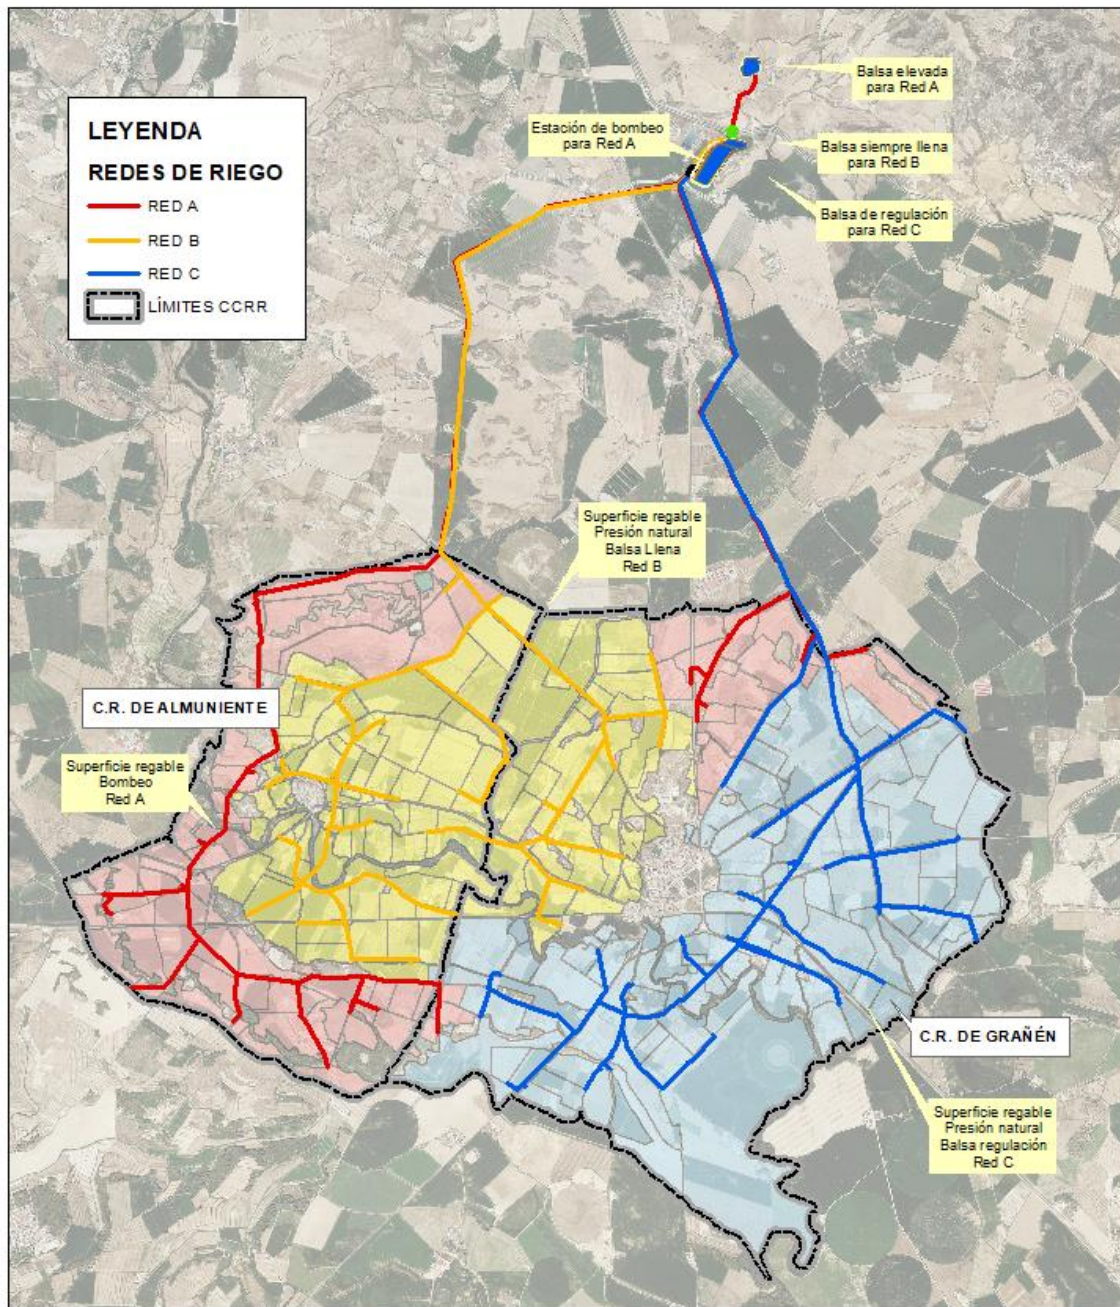 LEYENDA
REDES DE RIEGO
RED A
RED B
RED C
LÍMITES CCRR
Balsa elevada
para Red A
Estación de bombeo
para Red A
Balsa siempre llena
para Red B
Balsa de regulación
para Red C
Superficie regable
Presión natural
Balsa Llena
Red B
C.R. DE ALMUNIENTE
Superficie regable
Bombeo
Red A
C.R. DE GRAÑÉN
Superficie regable
Presión natural
Balsa regulación
Red C